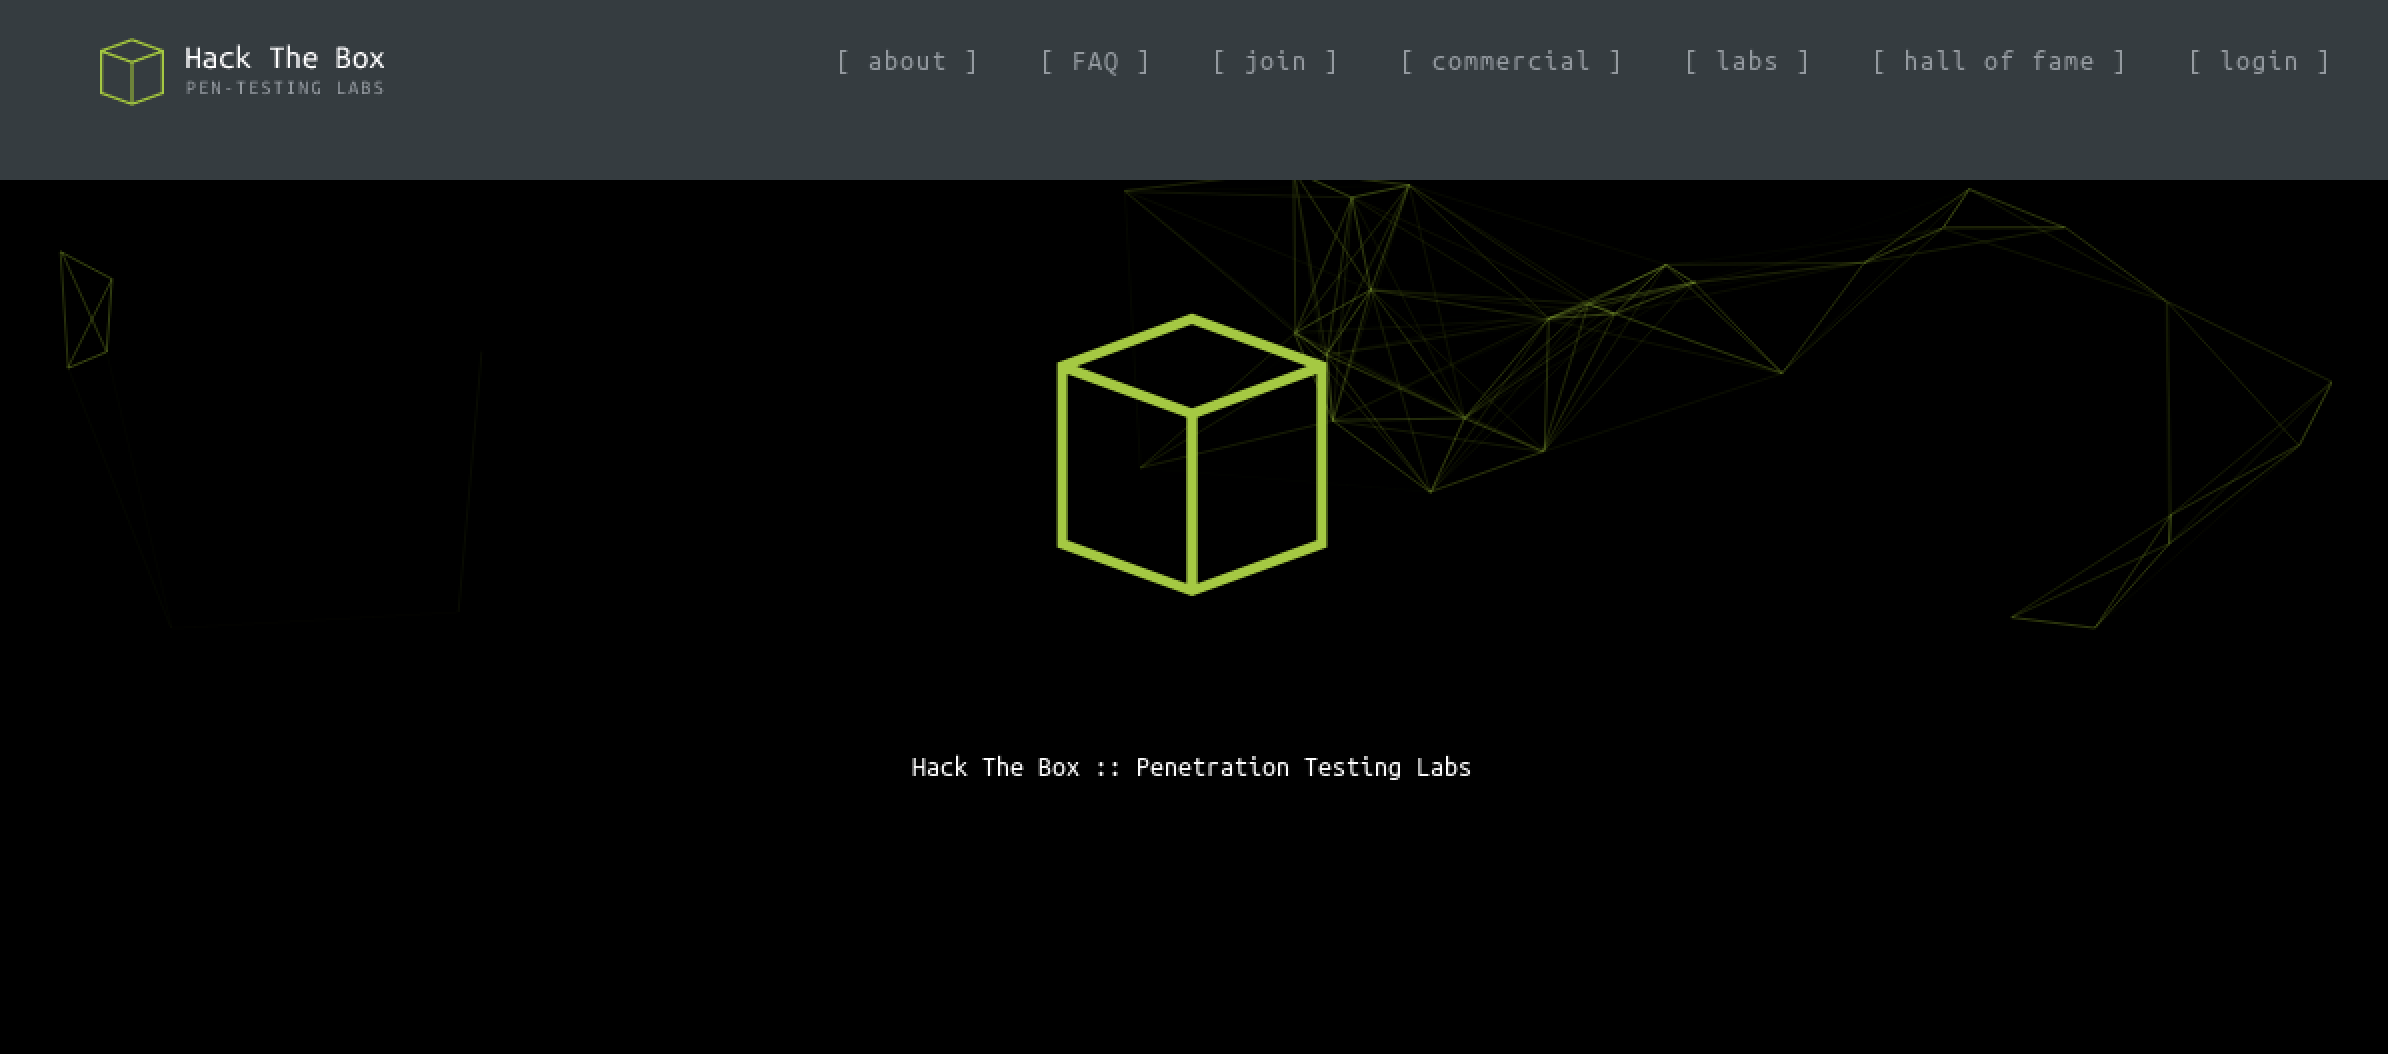 Hack The Box
PEN-TESTING LABS
[ about ] [ FAQ ] [ join ] [ commercial ] [ labs ] [ hall of fame ] [ login ]
Hack The Box :: Penetration Testing Labs